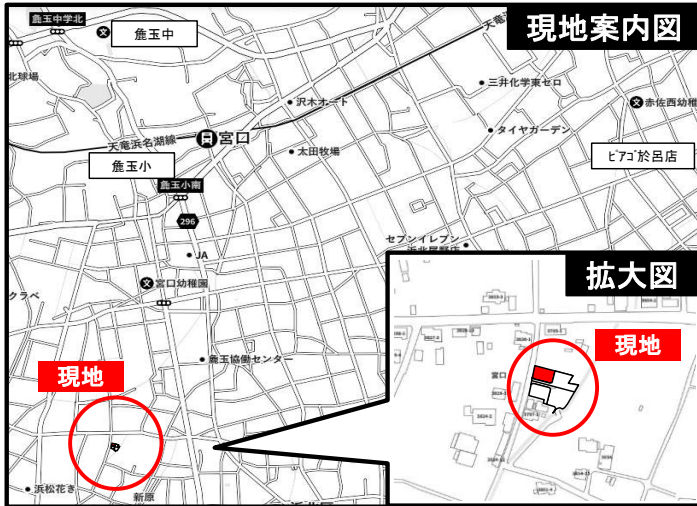 現地案内図
麁玉中学北
麁玉中
北球場
天竜
三井化学東ゼロ
沢木オート
赤佐西幼稚
天竜浜名湖線
宮口
タイヤガーデン
太田牧場
麁玉小
ピアゴ於呂店
麁玉小南
296
セブンイレブン
JA
宮口幼稚園
クラベ
拡大図
麁玉協働センター
現地
現地
宮口
浜松花き
新原